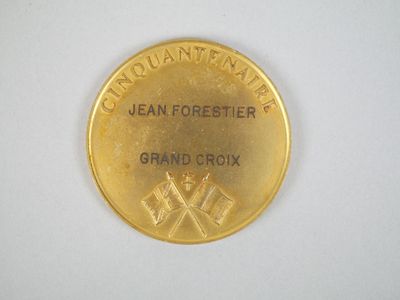 CINQUANTENAIRE
JEAN FORESTIER
GRAND CROIX